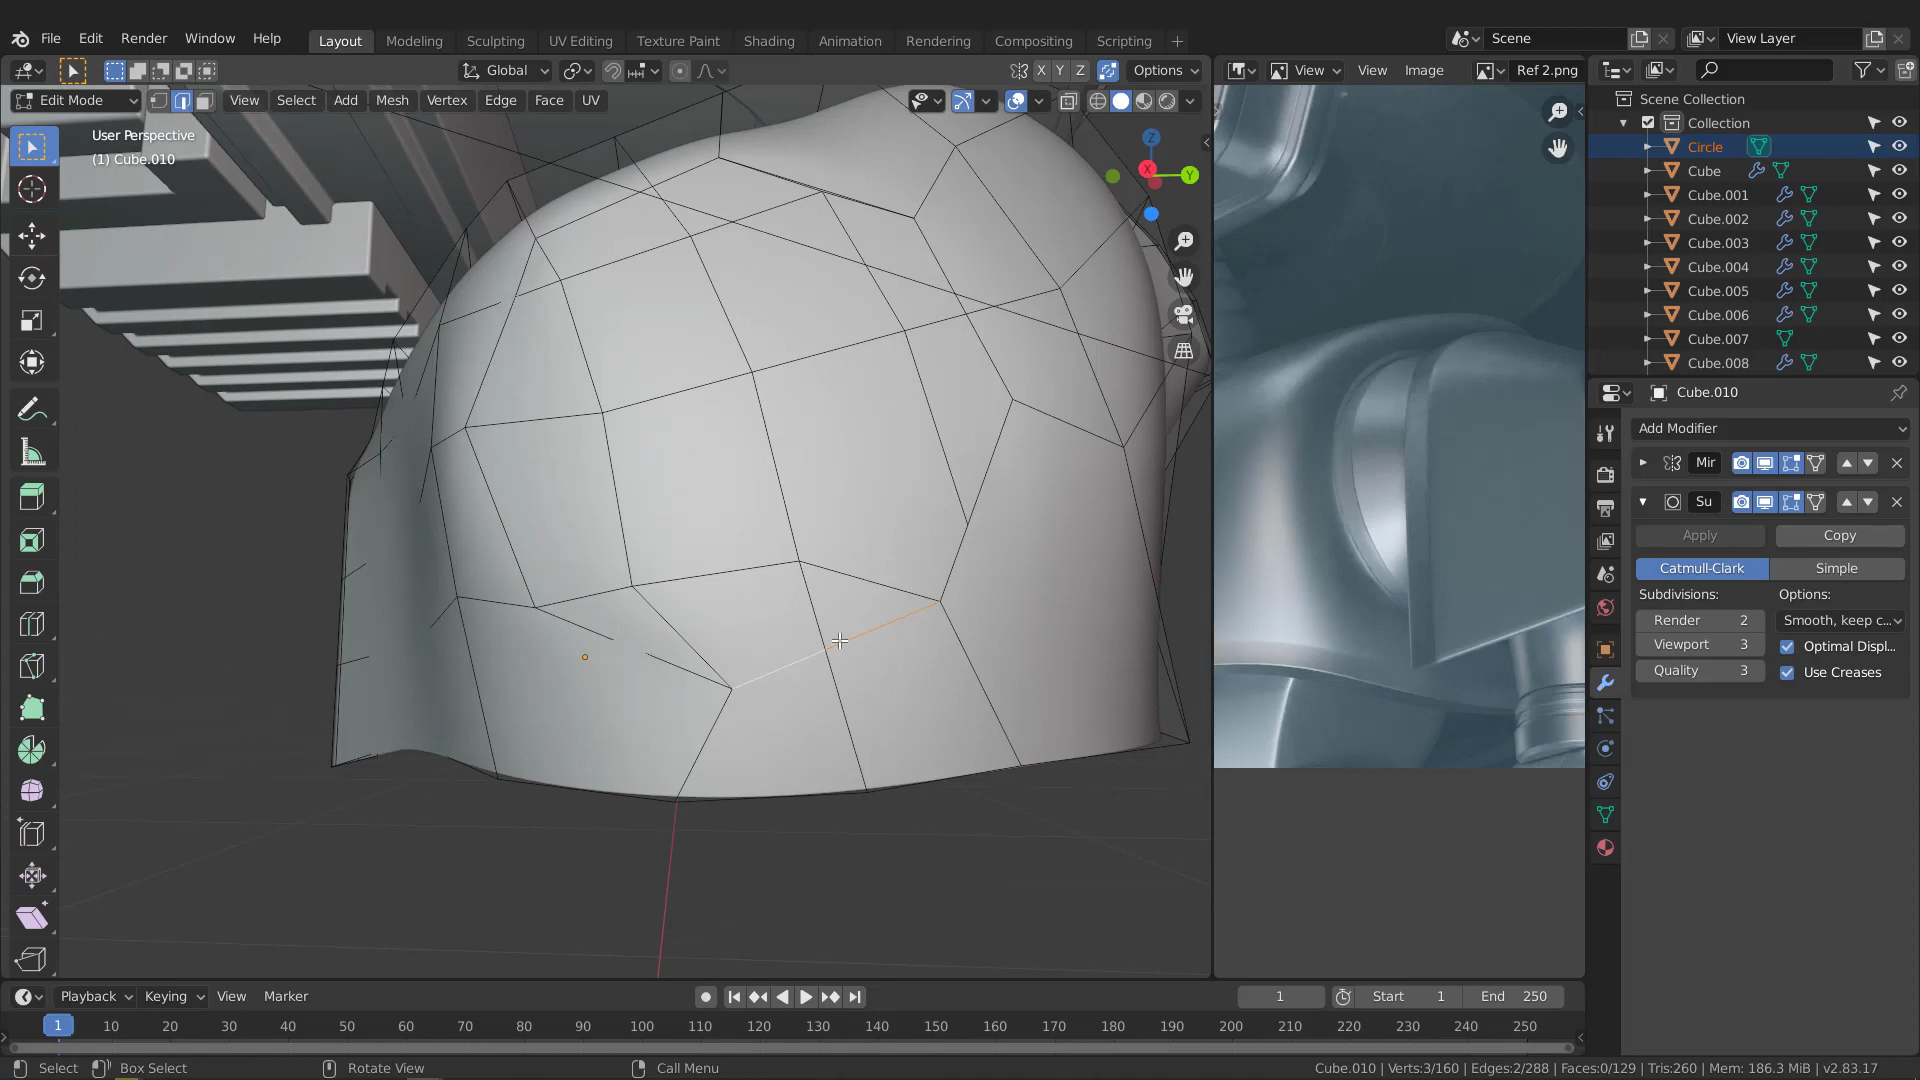 File Edit Render Window Help Layout Modeling Sculpting UV Editing Texture Paint Shading Animation Rendering Compositing Scripting + Scene View Layer
Global X Y Z Options View View Image Ref 2.png
Edit Mode View Select Add Mesh Vertex Edge Face UV
Scene Collection
Collection
Circle
Cube
Cube.001
Cube.002
Cube.003
Cube.004
Cube.005
Cube.006
Cube.007
Cube.008
User Perspective
(1) Cube.010
Z
X
Y
Cube.010
Add Modifier
Mir
Su
Apply Copy
Catmull-Clark Simple
Subdivisions: Options:
Render 2 Smooth, keep c...
Viewport 3 Optimal Displ...
Quality 3 Use Creases
Playback Keying View Marker 1 Start 1 End 250
1 10 20 30 40 50 60 70 80 90 100 110 120 130 140 150 160 170 180 190 200 210 220 230 240 250
Select Box Select Rotate View Call Menu Cube.010 | Verts:3/160 | Edges:2/288 | Faces:0/129 | Tris:260 | Mem: 186.3 MiB | v2.83.17